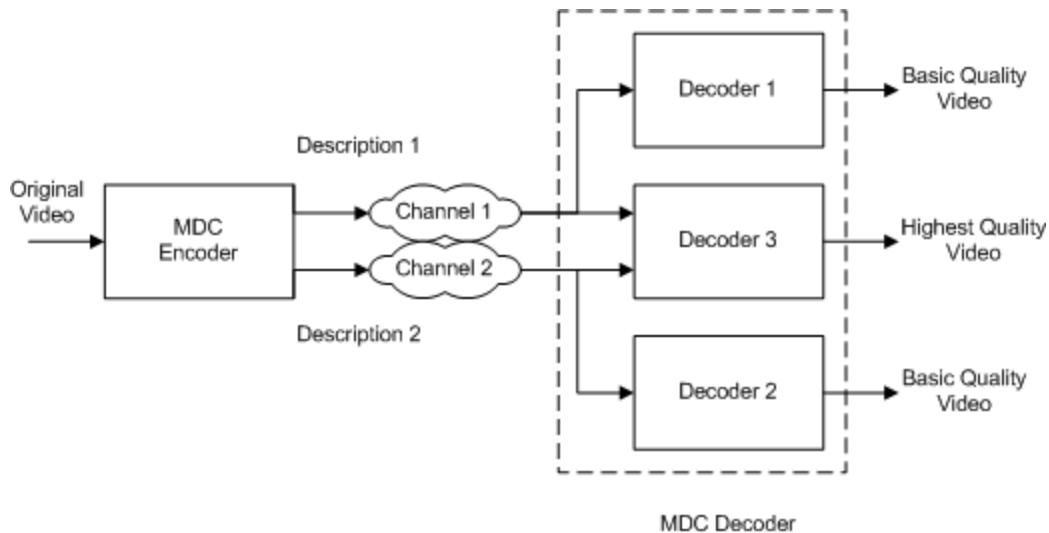 Decoder 1
Basic Quality
Video
Description 1
Original
Video
MDC
Encoder
Channel 1
Channel 2
Decoder 3
Highest Quality
Video
Description 2
Decoder 2
Basic Quality
Video
MDC Decoder